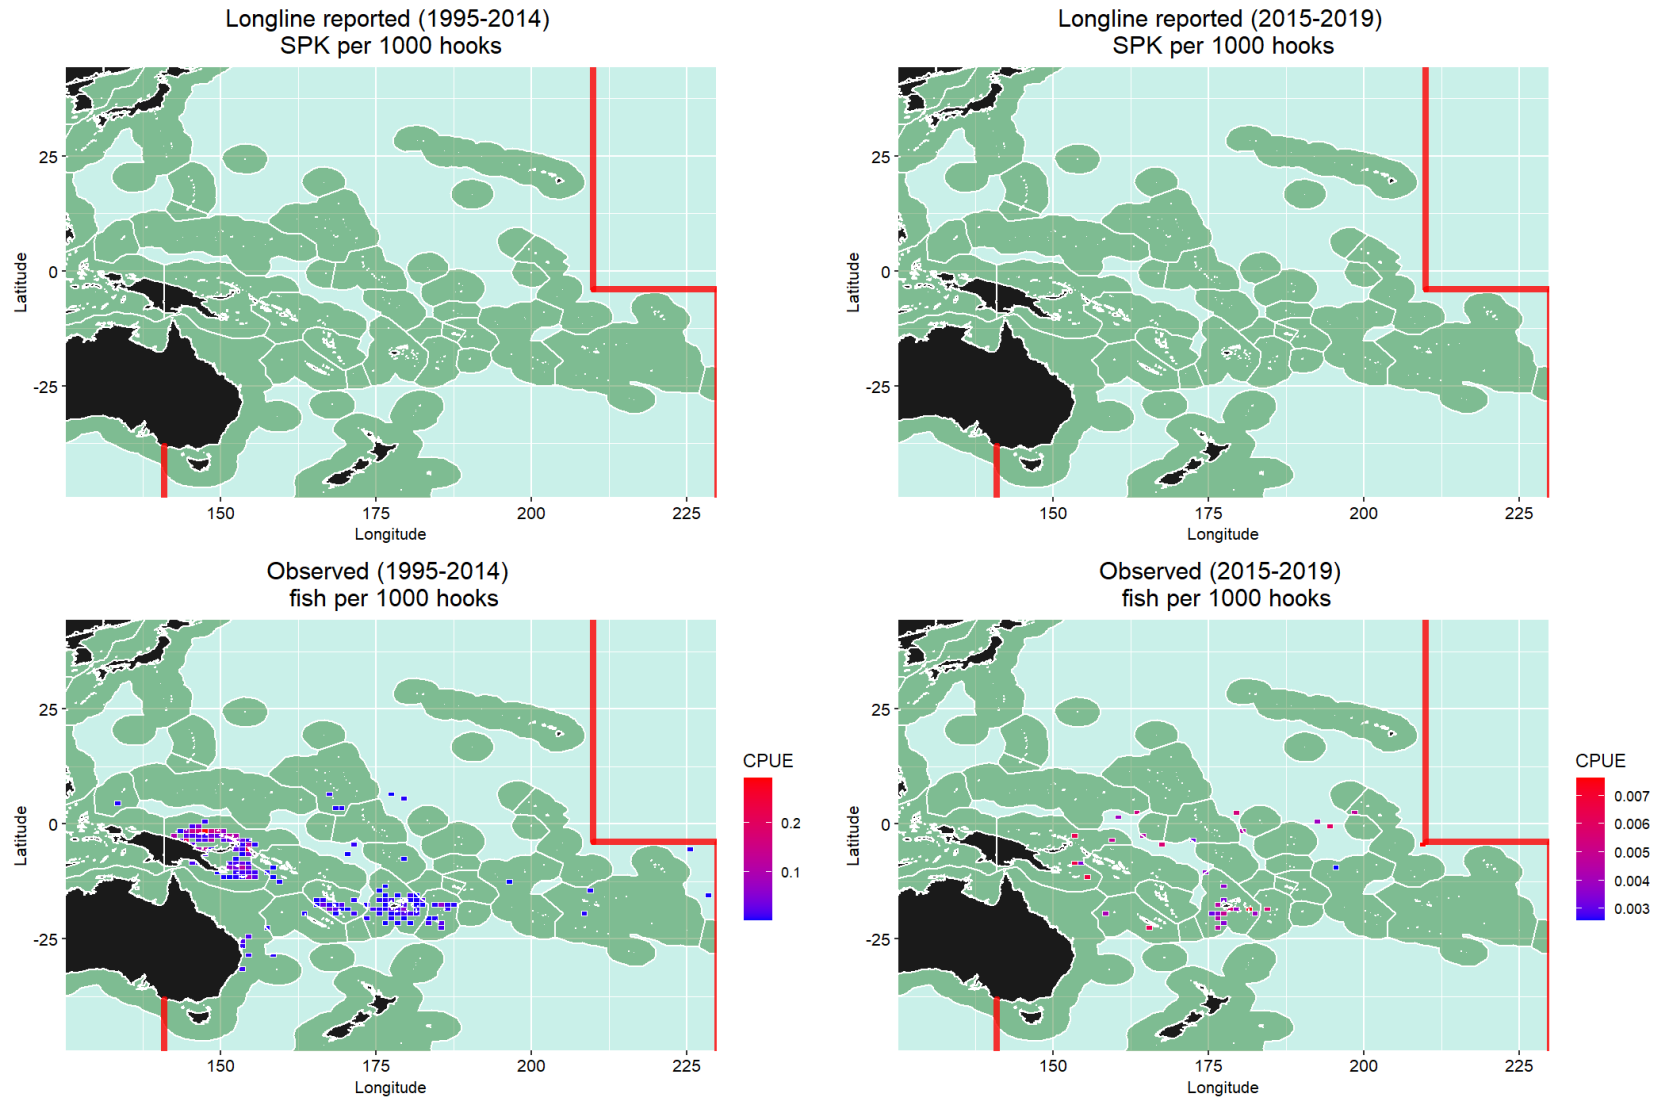 Longline reported (1995-2014)
SPK per 1000 hooks
25
0
-25
Latitude
150
175
200
225
Longitude
Longline reported (2015-2019)
SPK per 1000 hooks
25
0
-25
Latitude
150
175
200
225
Longitude
Observed (1995-2014)
fish per 1000 hooks
25
0
-25
Latitude
150
175
200
225
Longitude
CPUE
0.2
0.1
Observed (2015-2019)
fish per 1000 hooks
25
0
-25
Latitude
150
175
200
225
Longitude
CPUE
0.007
0.006
0.005
0.004
0.003